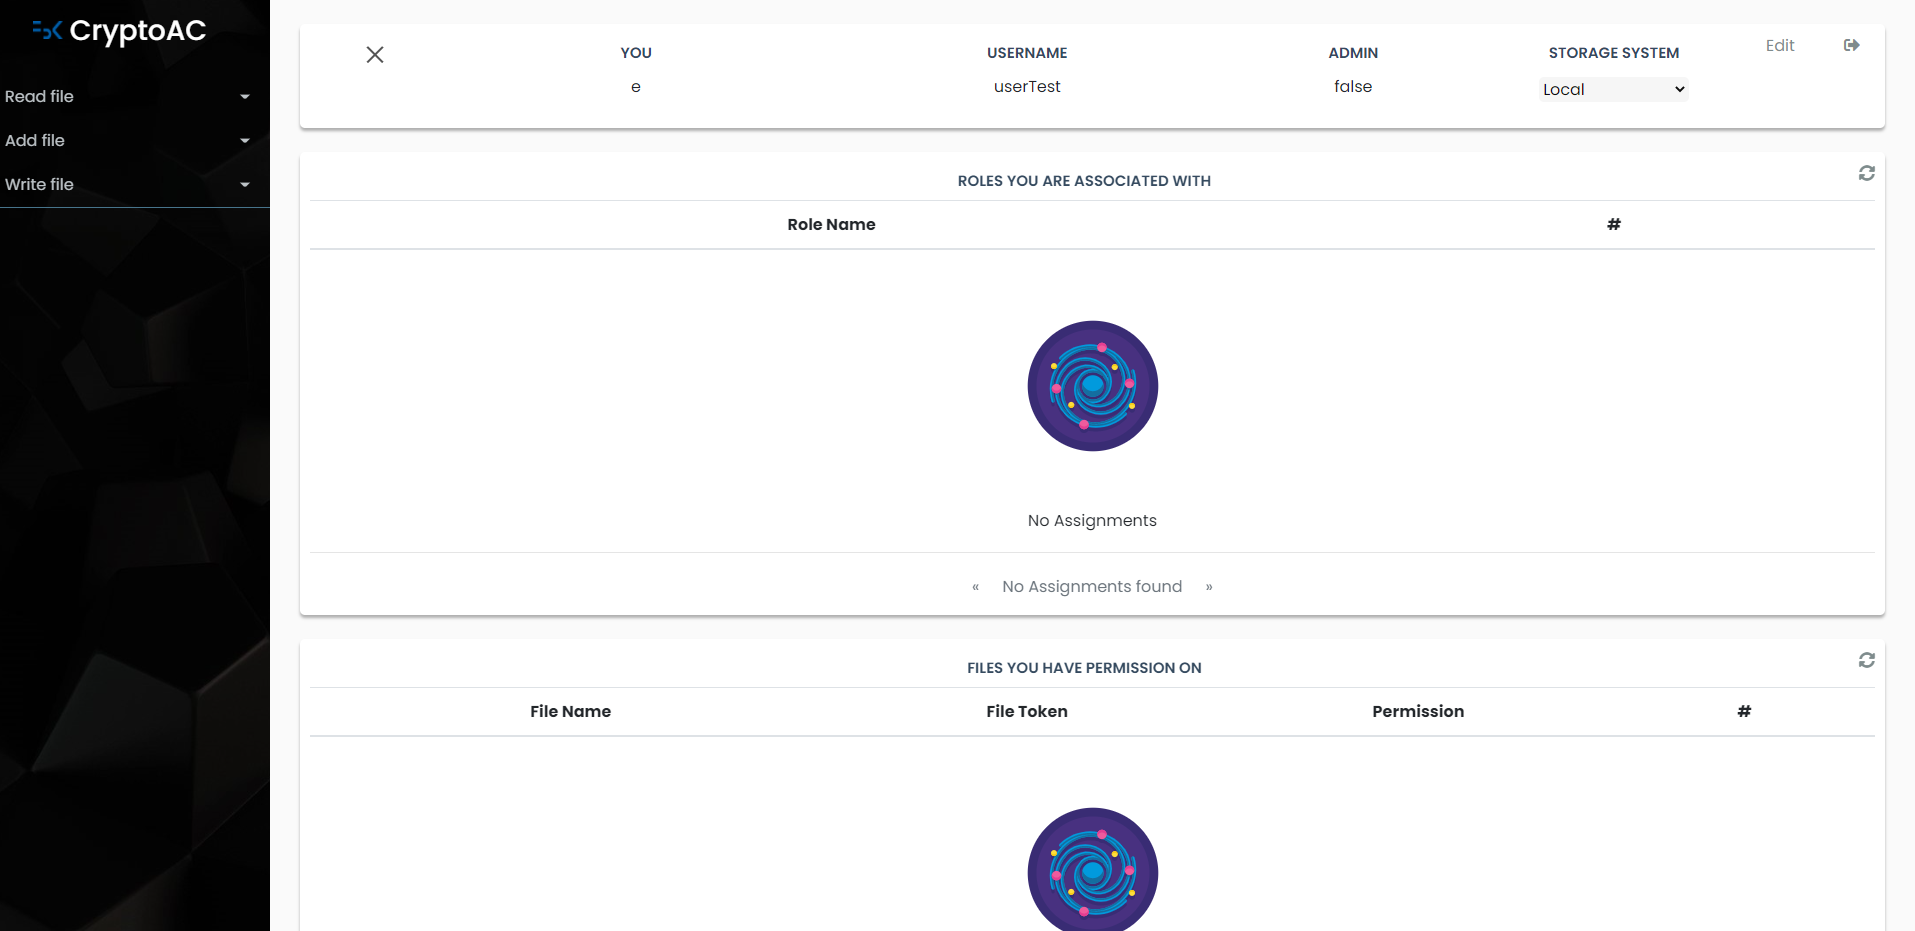 CryptoAC
Read file
Add file
Write file
YOU
e
USERNAME
userTest
ADMIN
false
STORAGE SYSTEM
Local
Edit
ROLES YOU ARE ASSOCIATED WITH
Role Name #
No Assignments
« No Assignments found »
FILES YOU HAVE PERMISSION ON
File Name File Token Permission #